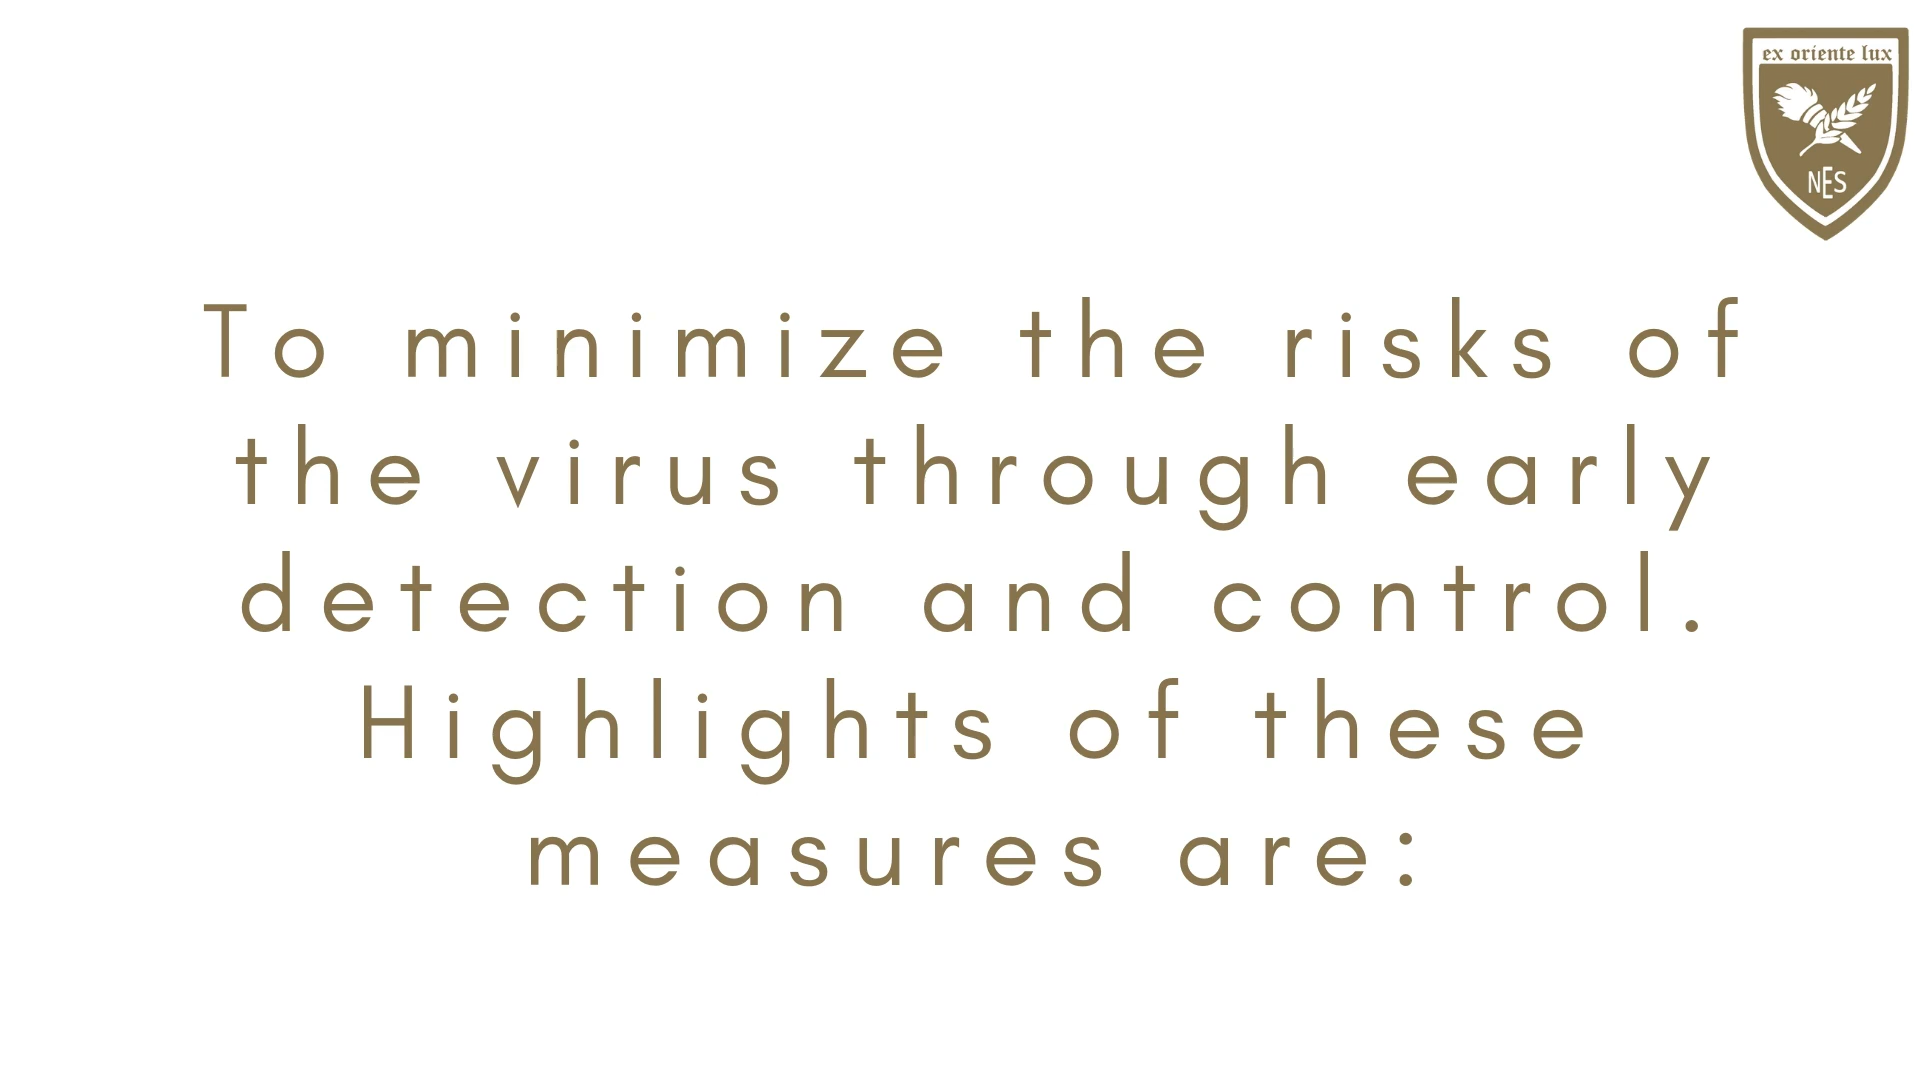 ex oriente lux
NES
To minimize the risks of
the virus through early
detection and control.
Highlights of these
measures are: